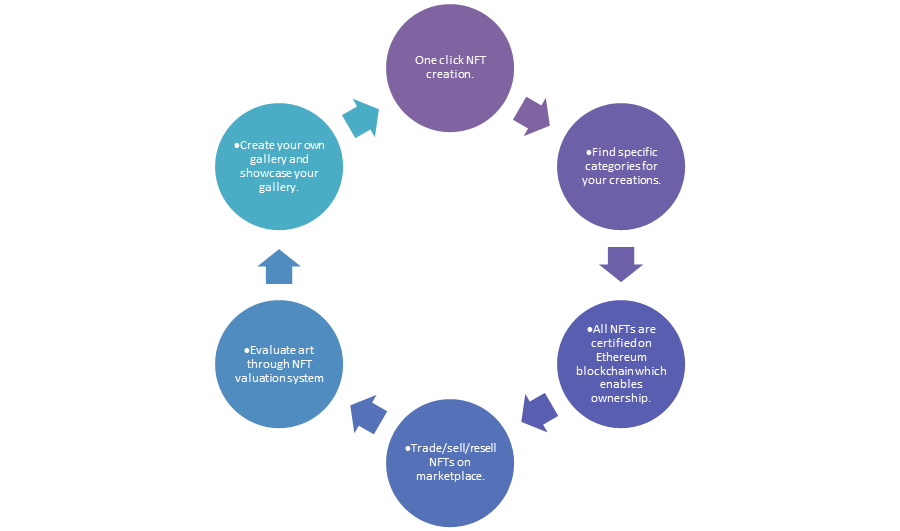 One click NFT
creation.
•Find specific
categories for
your creations.
•All NFTs are
certified on
Ethereum
blockchain which
enables
ownership.
•Trade/sell/resell
NFTs on
marketplace.
•Evaluate art
through NFT
valuation system
•Create your own
gallery and
showcase your
gallery.